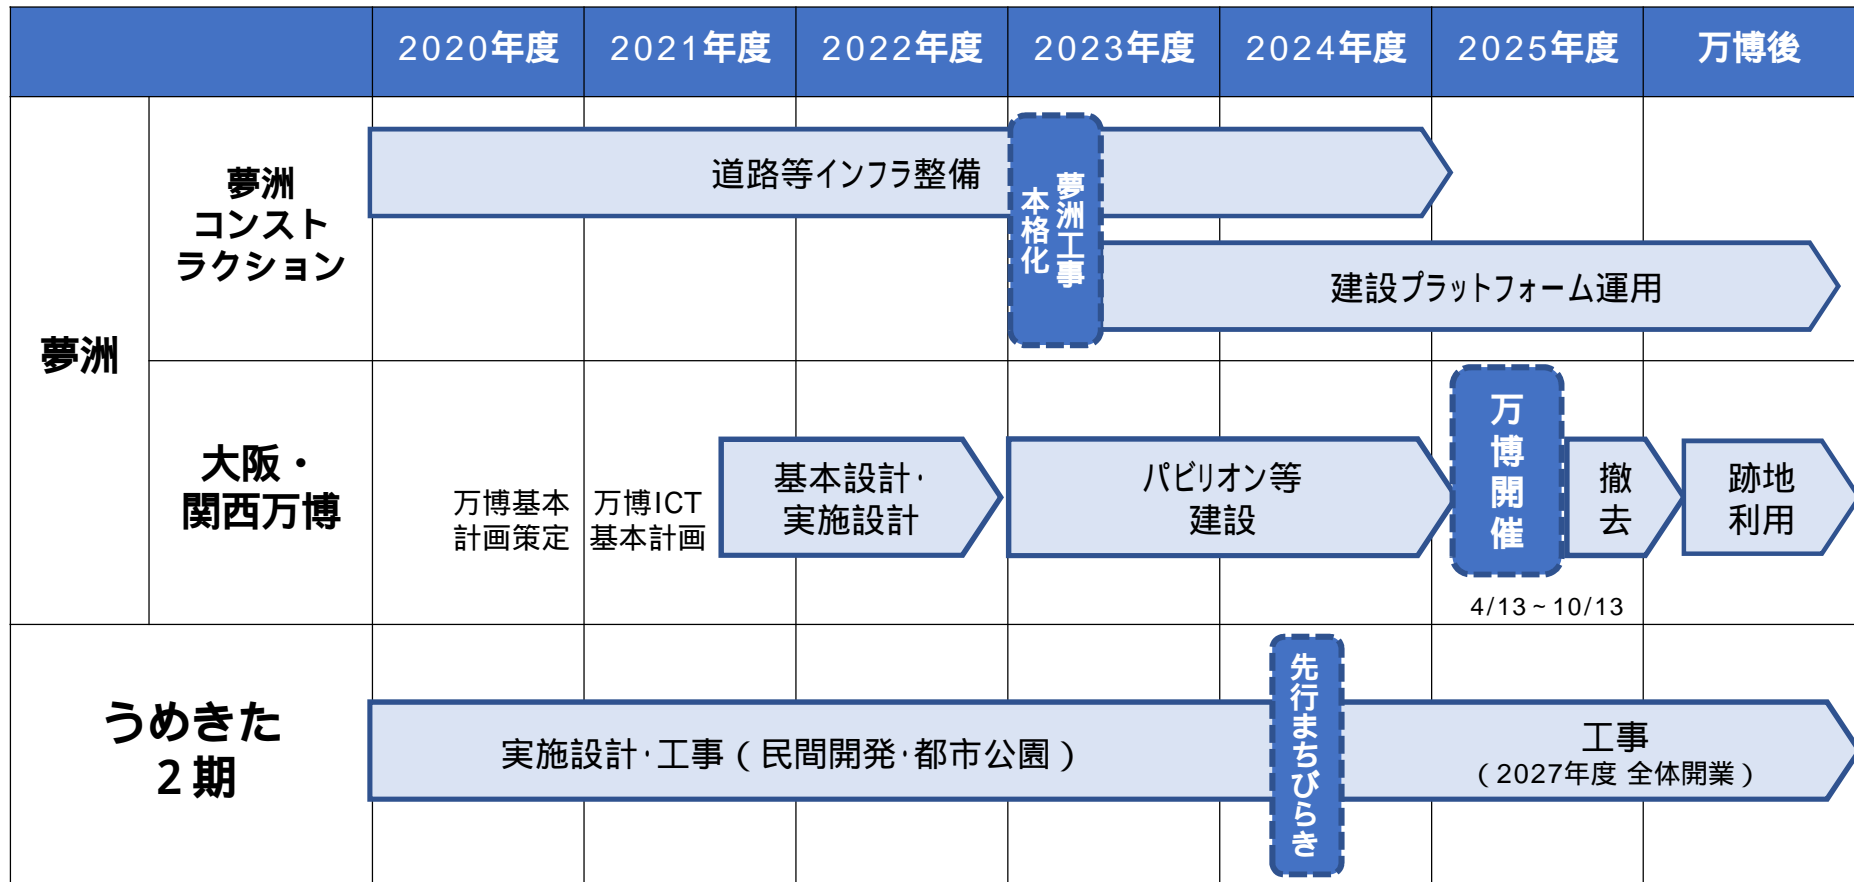 2020年度
2021年度
2022年度
2023年度
2024年度
2025年度
万博後
夢洲
夢洲
コンスト
ラクション
道路等インフラ整備
夢洲工事
本格化
建設プラットフォーム運用
大阪・
関西万博
万博基本
計画策定
万博ICT
基本計画
基本設計・
実施設計
パビリオン等
建設
万博開催
4/13~10/13
撤去
跡地
利用
うめきた
2期
実施設計・工事(民間開発・都市公園)
先行まちびらき
工事
(2027年度 全体開業)